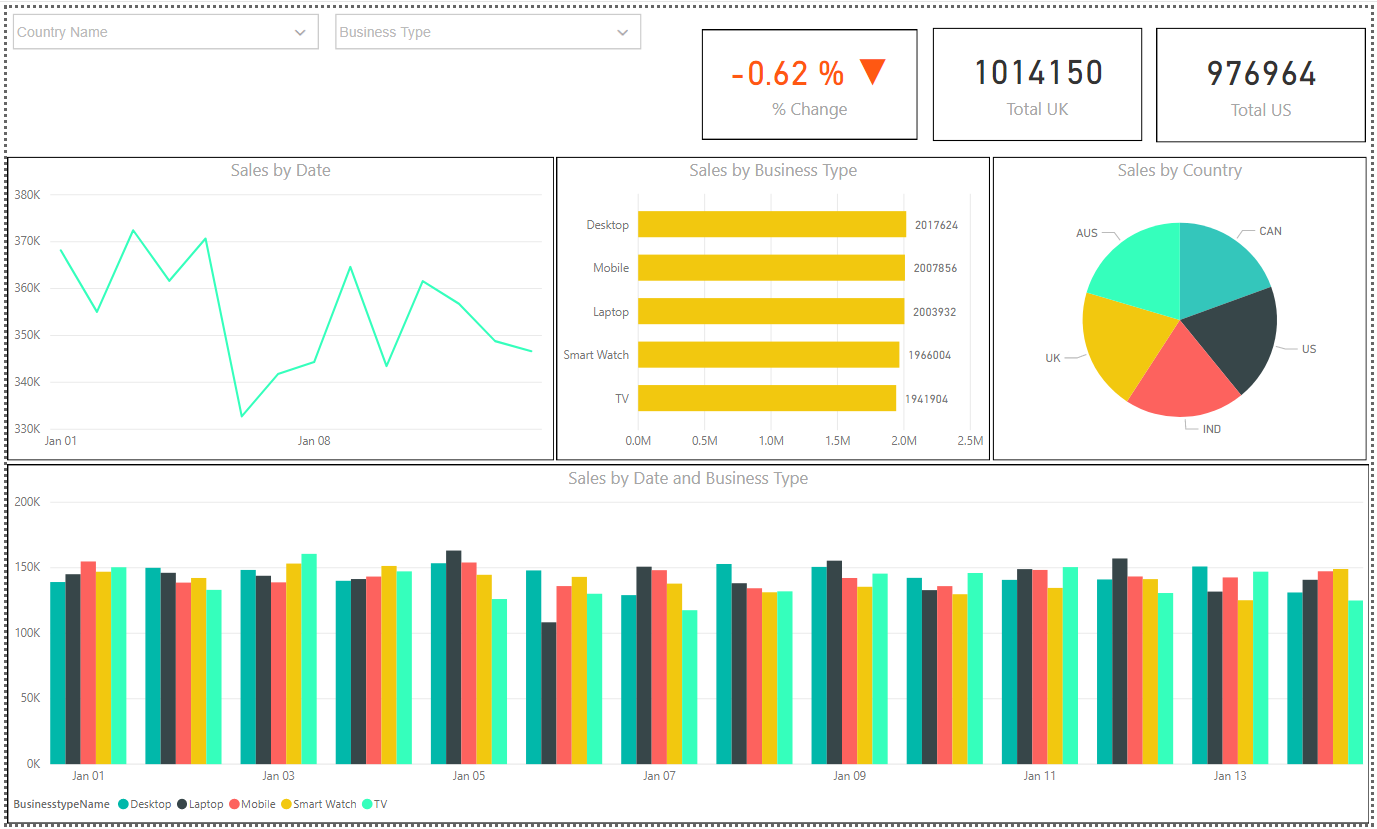 Country Name
Business Type
-0.62 % ▼
% Change
1014150
Total UK
976964
Total US
Sales by Date
380K
370K
360K
350K
340K
330K
Jan 01 Jan 08
Sales by Business Type
Desktop 2017624
Mobile 2007856
Laptop 2003932
Smart Watch 1966004
TV 1941904
0.0M 0.5M 1.0M 1.5M 2.0M 2.5M
Sales by Country
AUS CAN
UK US
IND
Sales by Date and Business Type
200K
150K
100K
50K
0K
Jan 01 Jan 03 Jan 05 Jan 07 Jan 09 Jan 11 Jan 13
BusinesstypeName Desktop Laptop Mobile Smart Watch TV